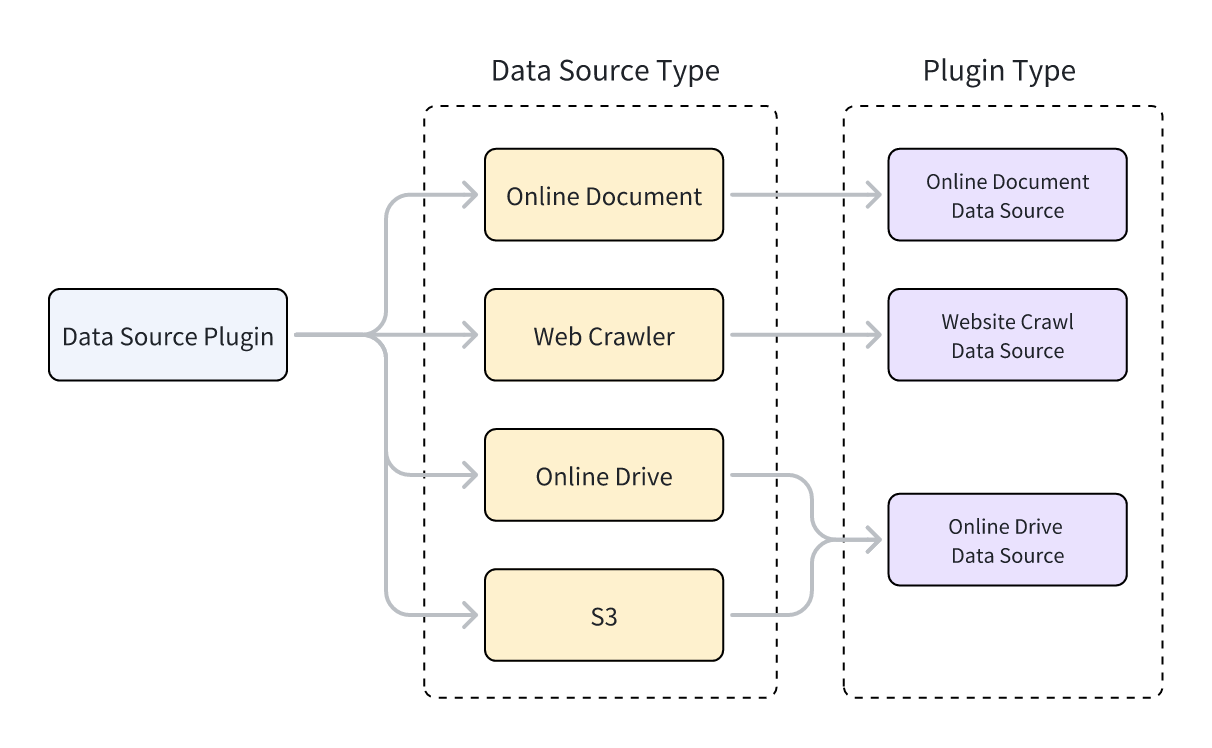 Data Source Type
Plugin Type
Data Source Plugin
Online Document
Web Crawler
Online Drive
S3
Online Document
Data Source
Website Crawl
Data Source
Online Drive
Data Source